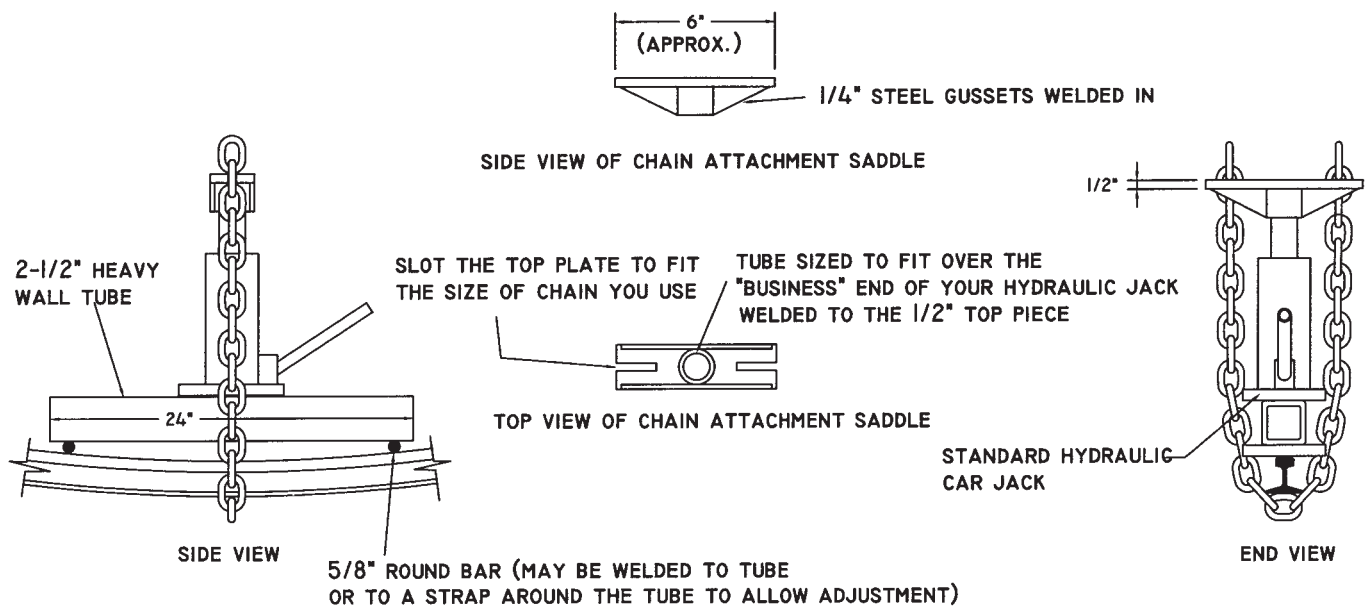 6"
(APPROX.)
1/4" STEEL GUSSETS WELDED IN
SIDE VIEW OF CHAIN ATTACHMENT SADDLE
1/2"
2-1/2" HEAVY
WALL TUBE
SLOT THE TOP PLATE TO FIT
THE SIZE OF CHAIN YOU USE
TUBE SIZED TO FIT OVER THE
"BUSINESS" END OF YOUR HYDRAULIC JACK
WELDED TO THE 1/2" TOP PIECE
24"
TOP VIEW OF CHAIN ATTACHMENT SADDLE
STANDARD HYDRAULIC
CAR JACK
SIDE VIEW
END VIEW
5/8" ROUND BAR (MAY BE WELDED TO TUBE
OR TO A STRAP AROUND THE TUBE TO ALLOW ADJUSTMENT)